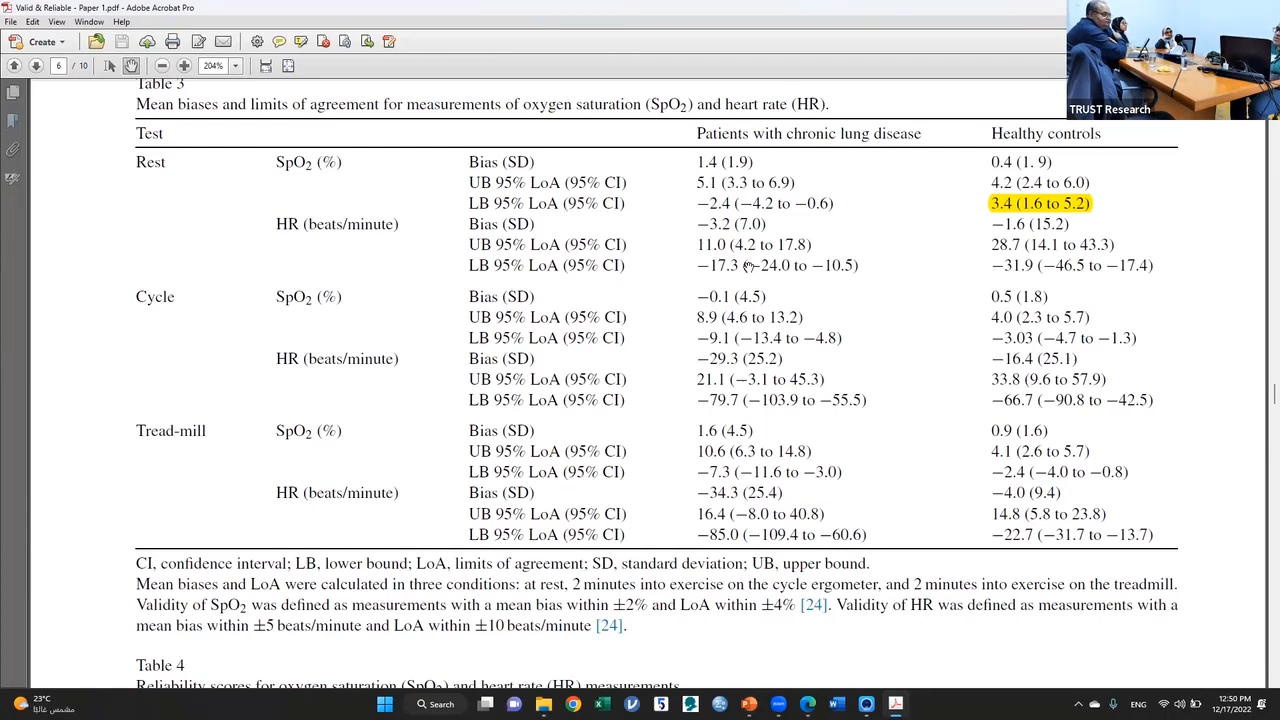 Valid & Reliable - Paper 1.pdf - Adobe Acrobat Pro
File Edit View Window Help
Create
6 / 10 204%
TRUST Research
Table 3
Mean biases and limits of agreement for measurements of oxygen saturation (SpO2) and heart rate (HR).
Test Patients with chronic lung disease Healthy controls
Rest SpO2 (%) Bias (SD) 1.4 (1.9) 0.4 (1. 9)
UB 95% LoA (95% CI) 5.1 (3.3 to 6.9) 4.2 (2.4 to 6.0)
LB 95% LoA (95% CI) −2.4 (−4.2 to −0.6) 3.4 (1.6 to 5.2)
HR (beats/minute) Bias (SD) −3.2 (7.0) −1.6 (15.2)
UB 95% LoA (95% CI) 11.0 (4.2 to 17.8) 28.7 (14.1 to 43.3)
LB 95% LoA (95% CI) −17.3 −24.0 to −10.5) −31.9 (−46.5 to −17.4)
Cycle SpO2 (%) Bias (SD) −0.1 (4.5) 0.5 (1.8)
UB 95% LoA (95% CI) 8.9 (4.6 to 13.2) 4.0 (2.3 to 5.7)
LB 95% LoA (95% CI) −9.1 (−13.4 to −4.8) −3.03 (−4.7 to −1.3)
HR (beats/minute) Bias (SD) −29.3 (25.2) −16.4 (25.1)
UB 95% LoA (95% CI) 21.1 (−3.1 to 45.3) 33.8 (9.6 to 57.9)
LB 95% LoA (95% CI) −79.7 (−103.9 to −55.5) −66.7 (−90.8 to −42.5)
Tread-mill SpO2 (%) Bias (SD) 1.6 (4.5) 0.9 (1.6)
UB 95% LoA (95% CI) 10.6 (6.3 to 14.8) 4.1 (2.6 to 5.7)
LB 95% LoA (95% CI) −7.3 (−11.6 to −3.0) −2.4 (−4.0 to −0.8)
HR (beats/minute) Bias (SD) −34.3 (25.4) −4.0 (9.4)
UB 95% LoA (95% CI) 16.4 (−8.0 to 40.8) 14.8 (5.8 to 23.8)
LB 95% LoA (95% CI) −85.0 (−109.4 to −60.6) −22.7 (−31.7 to −13.7)
CI, confidence interval; LB, lower bound; LoA, limits of agreement; SD, standard deviation; UB, upper bound.
Mean biases and LoA were calculated in three conditions: at rest, 2 minutes into exercise on the cycle ergometer, and 2 minutes into exercise on the treadmill.
Validity of SpO2 was defined as measurements with a mean bias within ±2% and LoA within ±4% [24]. Validity of HR was defined as measurements with a
mean bias within ±5 beats/minute and LoA within ±10 beats/minute [24].
Table 4
Reliability scores for oxygen saturation (SpO2) and heart rate (HR) measurements.
23°C
مشمس غالبًا
Search
ENG
12:50 PM
12/17/2022